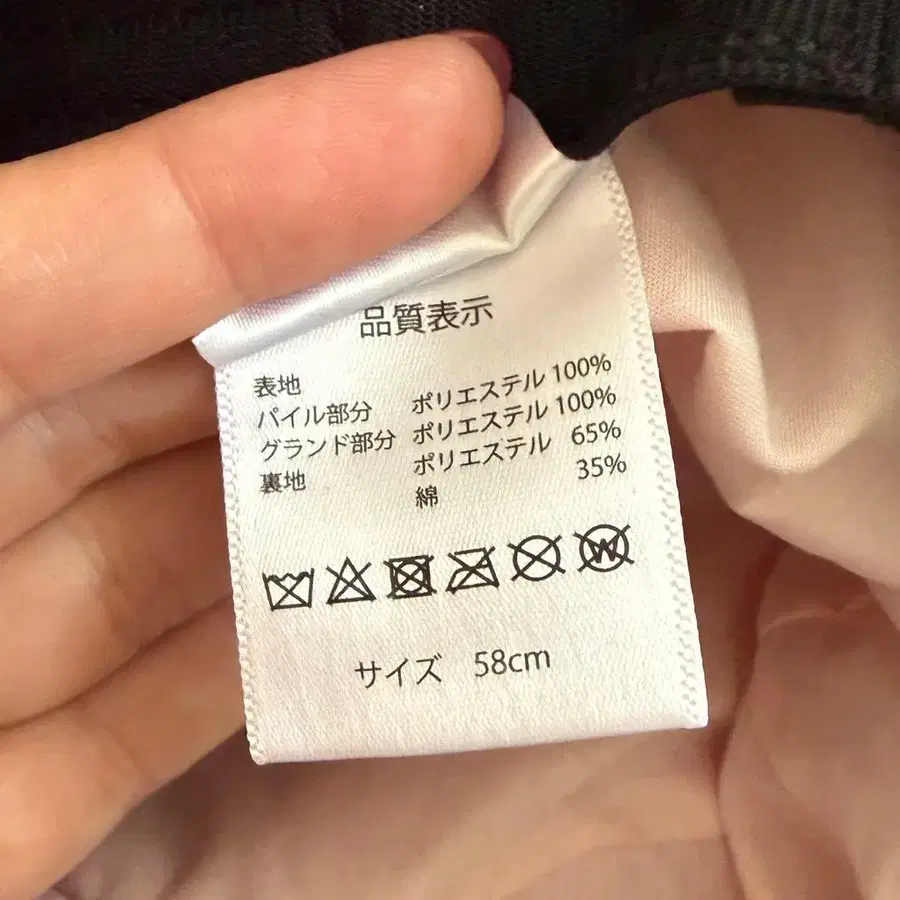 品質表示
表地
パイル部分 ポリエステル 100%
グランド部分 ポリエステル 100%
裏地 ポリエステル 65%
綿 35%
サイズ 58cm